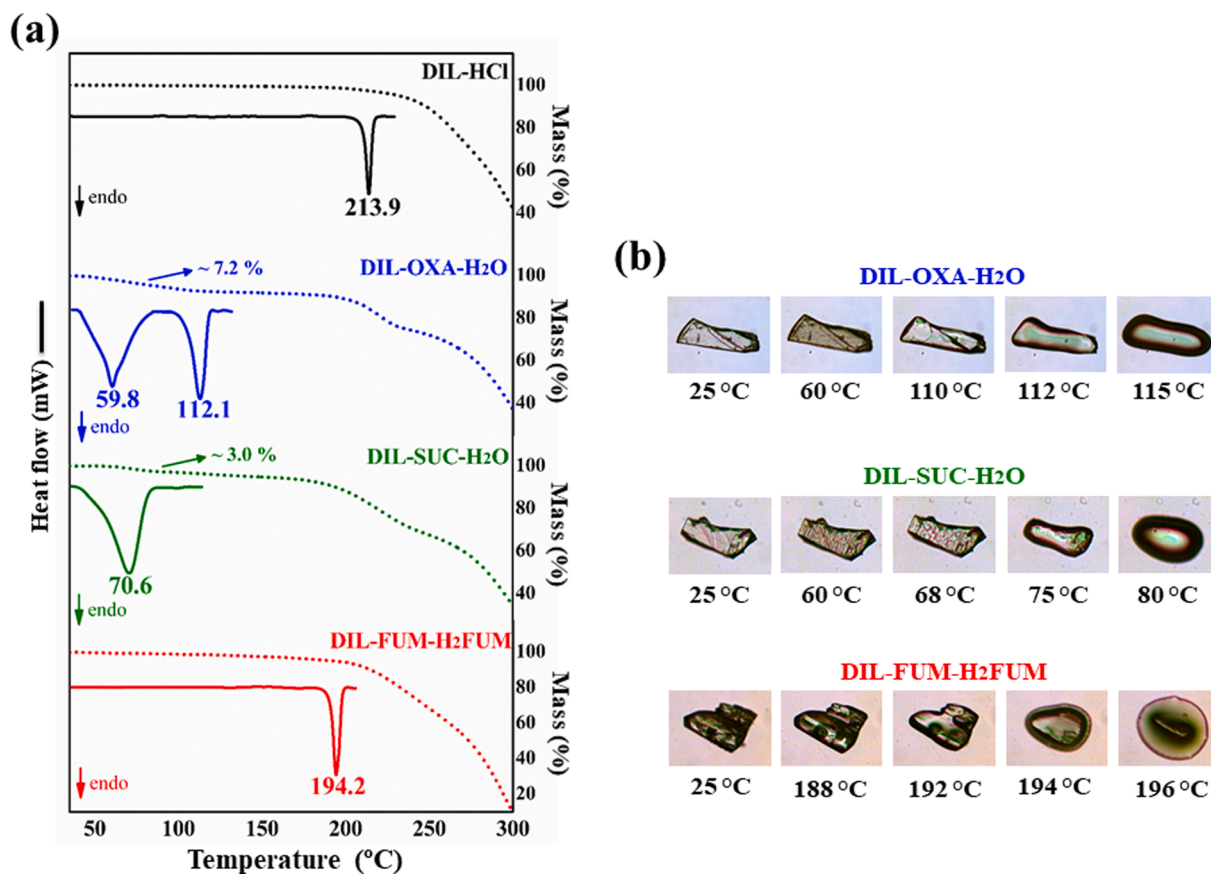 (a)
DIL-HCl
100
80
60
40
Mass (%)
endo
213.9
DIL-OXA-H2O
~ 7.2 %
100
80
60
40
Mass (%)
59.8
112.1
endo
DIL-SUC-H2O
~ 3.0 %
100
80
60
40
Mass (%)
70.6
endo
DIL-FUM-H2FUM
100
80
60
40
20
Mass (%)
endo
194.2
Heat flow (mW)
50 100 150 200 250 300
Temperature (ºC)
(b)
DIL-OXA-H2O
25 °C 60 °C 110 °C 112 °C 115 °C
DIL-SUC-H2O
25 °C 60 °C 68 °C 75 °C 80 °C
DIL-FUM-H2FUM
25 °C 188 °C 192 °C 194 °C 196 °C